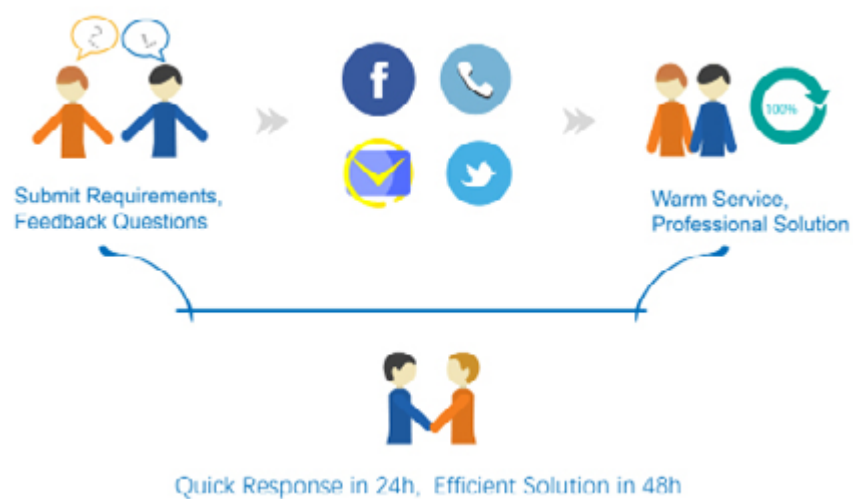 Submit Requirements,
Feedback Questions
100%
Warm Service,
Professional Solution
Quick Response in 24h, Efficient Solution in 48h